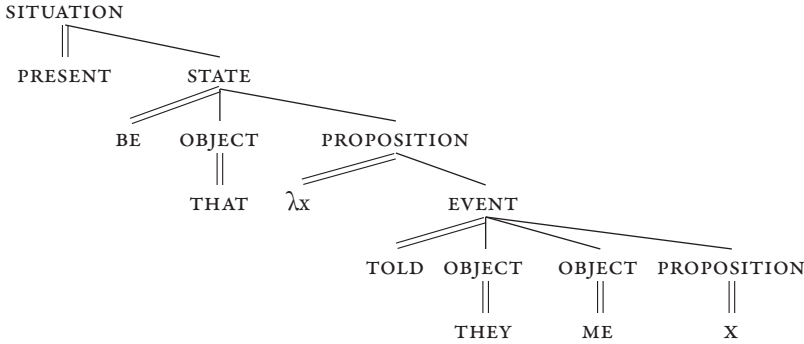 SITUATION
PRESENT STATE
BE OBJECT PROPOSITION
THAT λx EVENT
TOLD OBJECT OBJECT PROPOSITION
THEY ME X